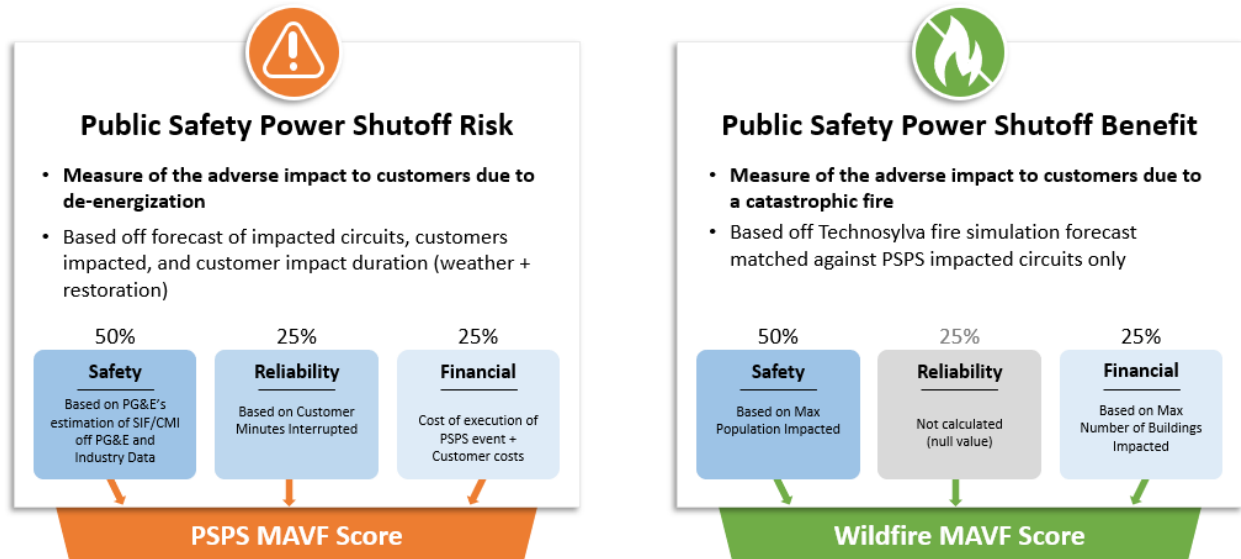 Public Safety Power Shutoff Risk
• Measure of the adverse impact to customers due to
de-energization
• Based off forecast of impacted circuits, customers
impacted, and customer impact duration (weather +
restoration)
50%
25%
25%
Safety
Based on PG&E's
estimation of SIF/CMI
off PG&E and
Industry Data
Reliability
Based on Customer
Minutes Interrupted
Financial
Cost of execution of
PSPS event +
Customer costs
PSPS MAVF Score
Public Safety Power Shutoff Benefit
• Measure of the adverse impact to customers due to
a catastrophic fire
• Based off Technosylva fire simulation forecast
matched against PSPS impacted circuits only
50%
25%
25%
Safety
Based on Max
Population Impacted
Reliability
Not calculated
(null value)
Financial
Based on Max
Number of Buildings
Impacted
Wildfire MAVF Score